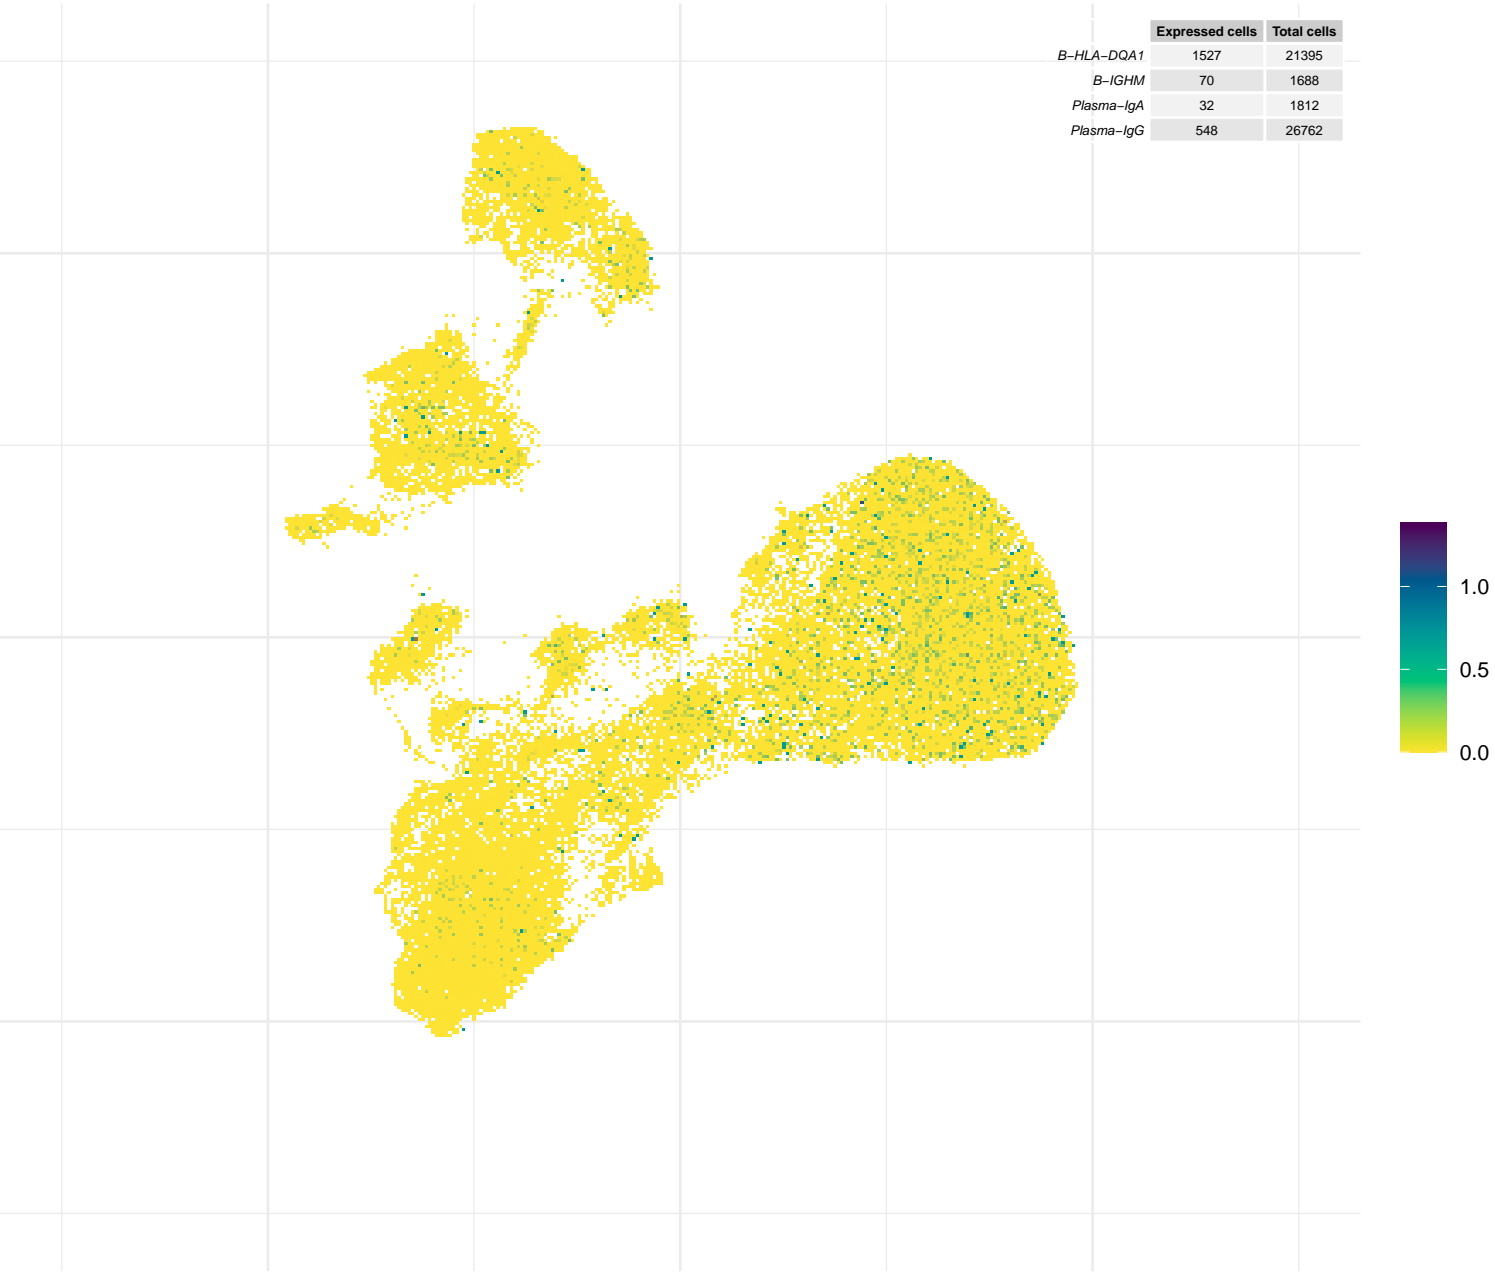 Expressed cells Total cells
B−HLA−DQA1 1527 21395
B−IGHM 70 1688
Plasma−IgA 32 1812
Plasma−IgG 548 26762
1.0
0.5
0.0